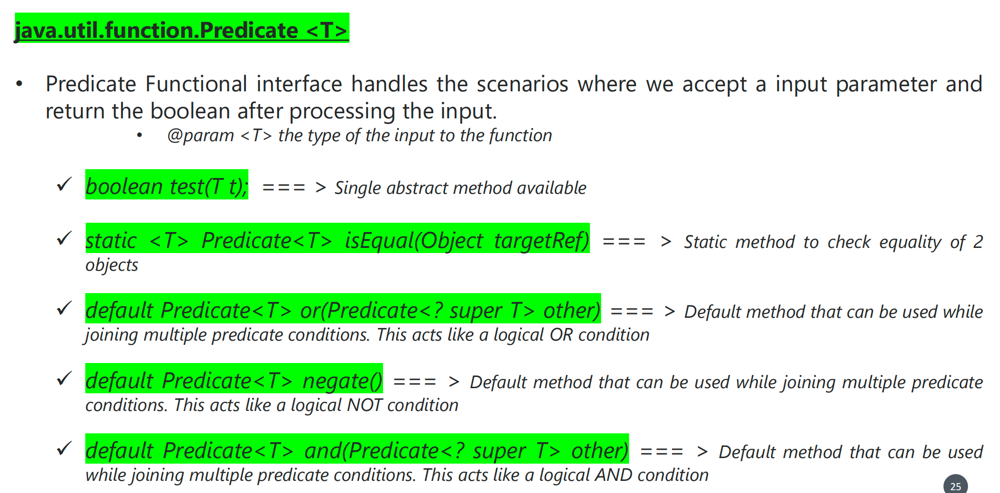 java.util.function.Predicate <T>
• Predicate Functional interface handles the scenarios where we accept a input parameter and
return the boolean after processing the input.
• @param <T> the type of the input to the function
✓ boolean test(T t); === > Single abstract method available
✓ static <T> Predicate<T> isEqual(Object targetRef) === > Static method to check equality of 2
objects
✓ default Predicate<T> or(Predicate<? super T> other) === > Default method that can be used while
joining multiple predicate conditions. This acts like a logical OR condition
✓ default Predicate<T> negate() === > Default method that can be used while joining multiple predicate
conditions. This acts like a logical NOT condition
✓ default Predicate<T> and(Predicate<? super T> other) === > Default method that can be used
while joining multiple predicate conditions. This acts like a logical AND condition
25